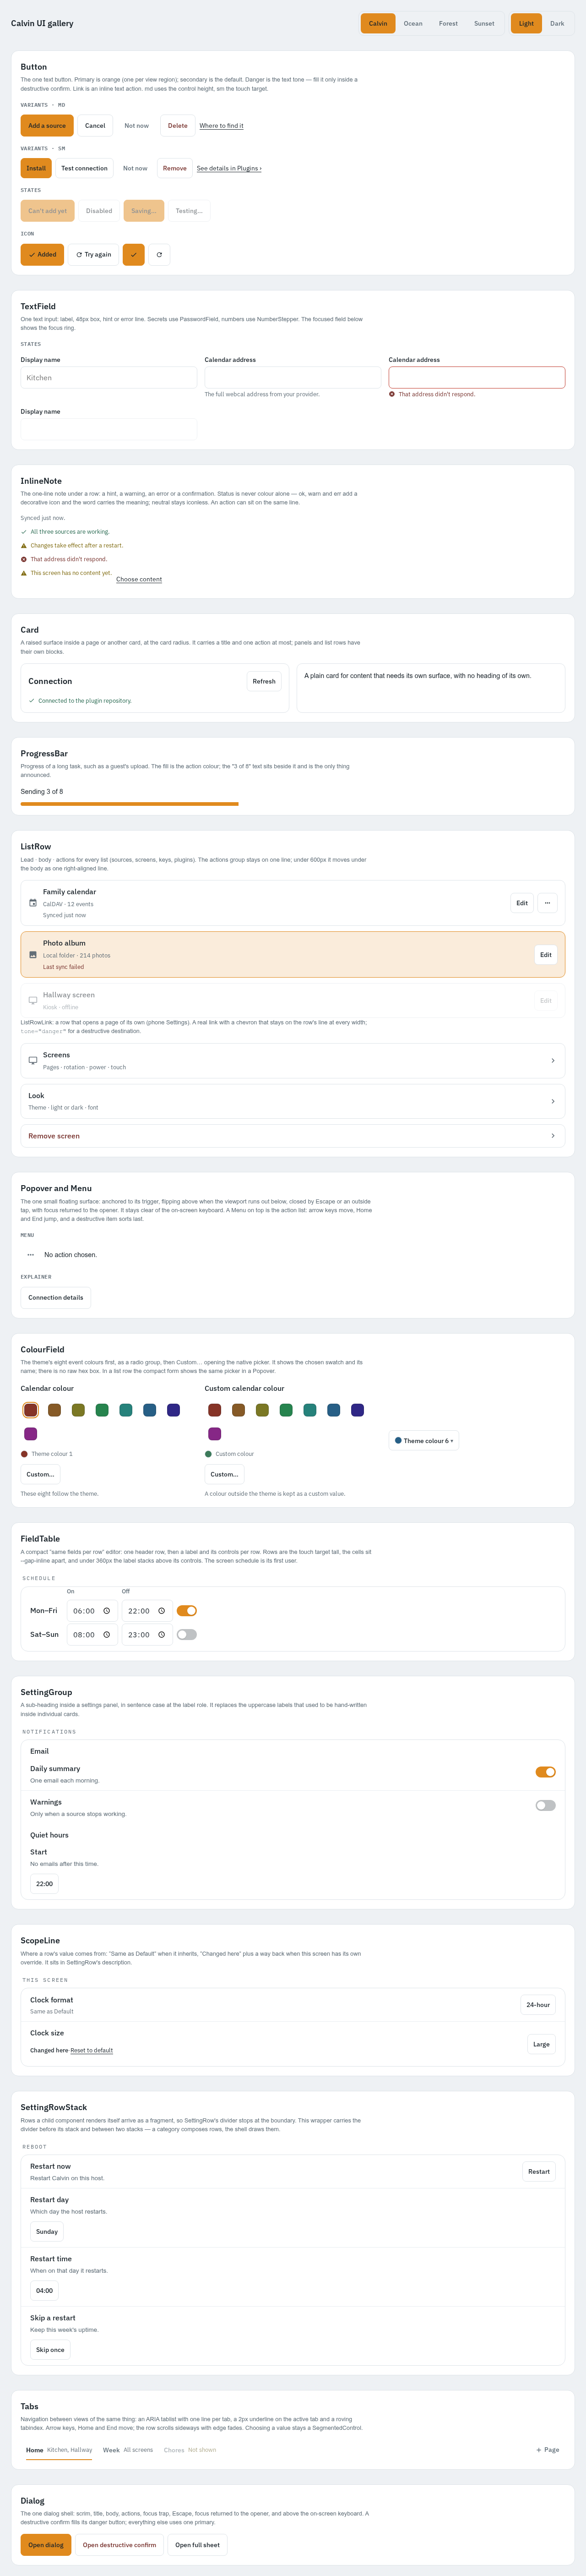 Calvin UI gallery
Calvin Ocean Forest Sunset Light Dark
Button
The one text button. Primary is orange (one per view region); secondary is the default. Danger is the text tone — fill it only inside a
destructive confirm. Link is an inline text action. md uses the control height, sm the touch target.
VARIANTS · MD
Add a source Cancel Not now Delete Where to find it
VARIANTS · SM
Install Test connection Not now Remove See details in Plugins ›
STATES
Can't add yet Disabled Saving… Testing…
ICON
Added Try again
TextField
One text input: label, 48px box, hint or error line. Secrets use PasswordField, numbers use NumberStepper. The focused field below
shows the focus ring.
STATES
Display name Calendar address Calendar address
Kitchen
The full webcal address from your provider. That address didn't respond.
Display name
InlineNote
The one-line note under a row: a hint, a warning, an error or a confirmation. Status is never colour alone — ok, warn and err add a
decorative icon and the word carries the meaning; neutral stays iconless. An action can sit on the same line.
Synced just now.
All three sources are working.
Changes take effect after a restart.
That address didn't respond.
This screen has no content yet. Choose content
Card
A raised surface inside a page or another card, at the card radius. It carries a title and one action at most; panels and list rows have
their own blocks.
Connection Refresh
Connected to the plugin repository.
A plain card for content that needs its own surface, with no heading of its own.
ProgressBar
Progress of a long task, such as a guest's upload. The fill is the action colour; the "3 of 8" text sits beside it and is the only thing
announced.
Sending 3 of 8
ListRow
Lead · body · actions for every list (sources, screens, keys, plugins). The actions group stays on one line; under 600px it moves under
the body as one right-aligned line.
Family calendar
CalDAV · 12 events
Synced just now
Edit
Photo album
Local folder · 214 photos
Last sync failed
Edit
Hallway screen
Kiosk · offline
Edit
ListRowLink: a row that opens a page of its own (phone Settings). A real link with a chevron that stays on the row's line at every width;
tone="danger" for a destructive destination.
Screens
Pages · rotation · power · touch
Look
Theme · light or dark · font
Remove screen
Popover and Menu
The one small floating surface: anchored to its trigger, flipping above when the viewport runs out below, closed by Escape or an outside
tap, with focus returned to the opener. It stays clear of the on-screen keyboard. A Menu on top is the action list: arrow keys move, Home
and End jump, and a destructive item sorts last.
MENU
No action chosen.
EXPLAINER
Connection details
ColourField
The theme's eight event colours first, as a radio group, then Custom… opening the native picker. It shows the chosen swatch and its
name; there is no raw hex box. In a list row the compact form shows the same picker in a Popover.
Calendar colour Custom calendar colour
Theme colour 6
Theme colour 1 Custom colour
Custom… Custom…
These eight follow the theme. A colour outside the theme is kept as a custom value.
FieldTable
A compact "same fields per row" editor: one header row, then a label and its controls per row. Rows are the touch target tall, the cells sit
--gap-inline apart, and under 360px the label stacks above its controls. The screen schedule is its first user.
SCHEDULE
On Off
Mon–Fri 06:00 22:00
Sat–Sun 08:00 23:00
SettingGroup
A sub-heading inside a settings panel, in sentence case at the label role. It replaces the uppercase labels that used to be hand-written
inside individual cards.
NOTIFICATIONS
Email
Daily summary
One email each morning.
Warnings
Only when a source stops working.
Quiet hours
Start
No emails after this time.
22:00
ScopeLine
Where a row's value comes from: "Same as Default" when it inherits, "Changed here" plus a way back when this screen has its own
override. It sits in SettingRow's description.
THIS SCREEN
Clock format
Same as Default
24-hour
Clock size
Changed here · Reset to default
Large
SettingRowStack
Rows a child component renders itself arrive as a fragment, so SettingRow's divider stops at the boundary. This wrapper carries the
divider before its stack and between two stacks — a category composes rows, the shell draws them.
REBOOT
Restart now
Restart Calvin on this host.
Restart
Restart day
Which day the host restarts.
Sunday
Restart time
When on that day it restarts.
04:00
Skip a restart
Keep this week's uptime.
Skip once
Tabs
Navigation between views of the same thing: an ARIA tablist with one line per tab, a 2px underline on the active tab and a roving
tabindex. Arrow keys, Home and End move; the row scrolls sideways with edge fades. Choosing a value stays a SegmentedControl.
Home Kitchen, Hallway Week All screens Chores Not shown + Page
Dialog
The one dialog shell: scrim, title, body, actions, focus trap, Escape, focus returned to the opener, and above the on-screen keyboard. A
destructive confirm fills its danger button; everything else uses one primary.
Open dialog Open destructive confirm Open full sheet